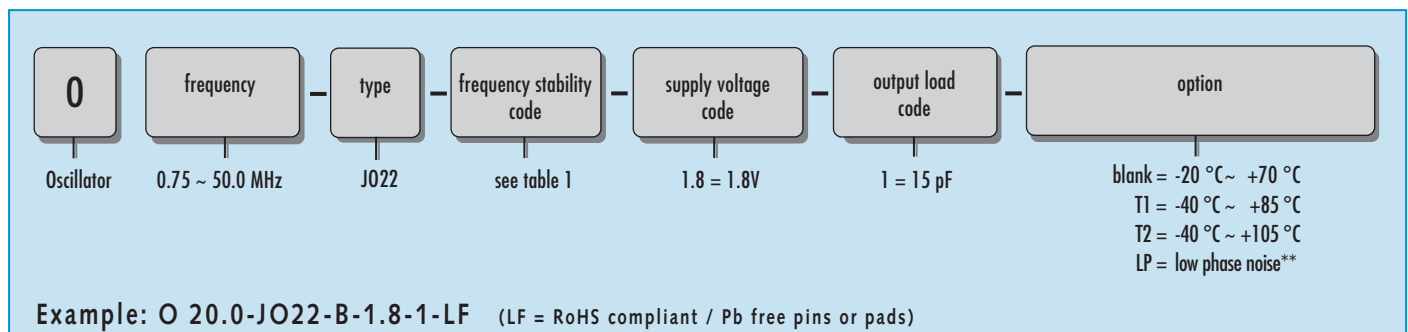 O
frequency
type
frequency stability
code
supply voltage
code
output load
code
option
Oscillator
0.75 ~ 50.0 MHz
JO22
see table 1
1.8 = 1.8V
1 = 15 pF
blank = -20 °C~ +70 °C
T1 = -40 °C ~ +85 °C
T2 = -40 °C ~ +105 °C
LP = low phase noise**
Example: O 20.0-JO22-B-1.8-1-LF (LF = RoHS compliant / Pb free pins or pads)